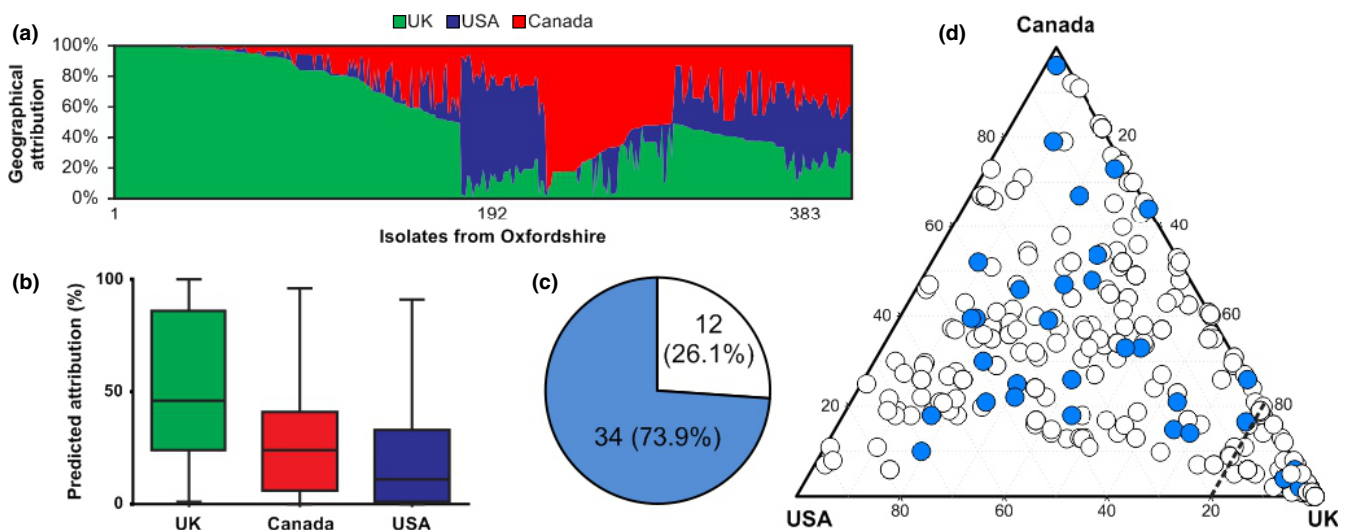 UK USA Canada
(a)
Geographical attribution
100%
80%
60%
40%
20%
0%
1 192 383
Isolates from Oxfordshire
(b)
Predicted attribution (%)
100
50
0
UK Canada USA
(c)
12
(26.1%)
34 (73.9%)
(d)
Canada
80 20
60 40
40 60
20 80
80 60 40 20
USA UK